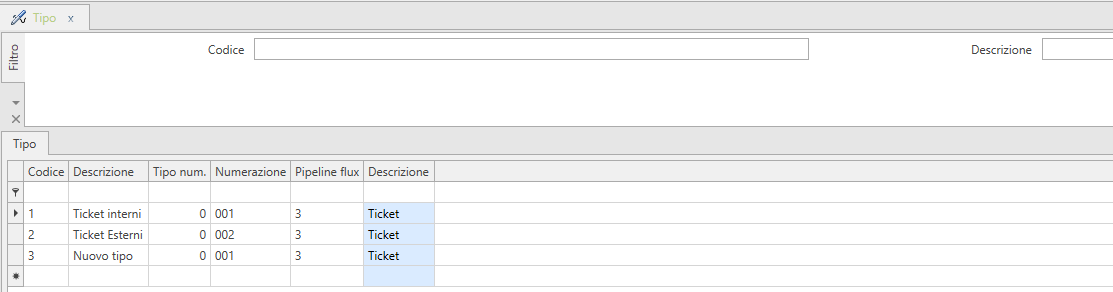 Tipo x
Filtro
Codice Descrizione
Tipo
Codice Descrizione Tipo num. Numerazione Pipeline flux Descrizione
1 Ticket interni 0 001 3 Ticket
2 Ticket Esterni 0 002 3 Ticket
3 Nuovo tipo 0 001 3 Ticket